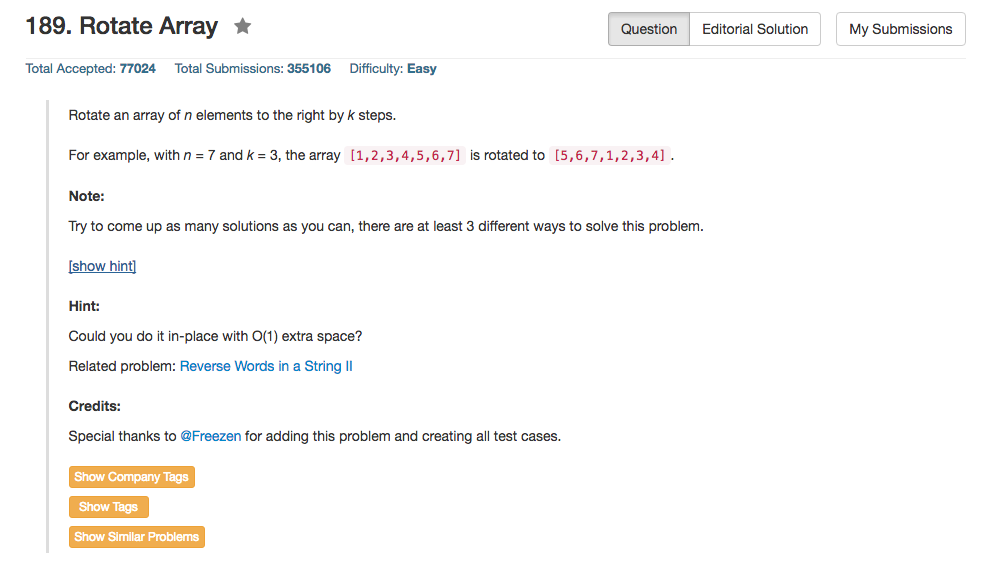 189. Rotate Array
Question Editorial Solution My Submissions
Total Accepted: 77024 Total Submissions: 355106 Difficulty: Easy
Rotate an array of n elements to the right by k steps.
For example, with n = 7 and k = 3, the array [1,2,3,4,5,6,7] is rotated to [5,6,7,1,2,3,4].
Note:
Try to come up as many solutions as you can, there are at least 3 different ways to solve this problem.
[show hint]
Hint:
Could you do it in-place with O(1) extra space?
Related problem: Reverse Words in a String II
Credits:
Special thanks to @Freezen for adding this problem and creating all test cases.
Show Company Tags
Show Tags
Show Similar Problems